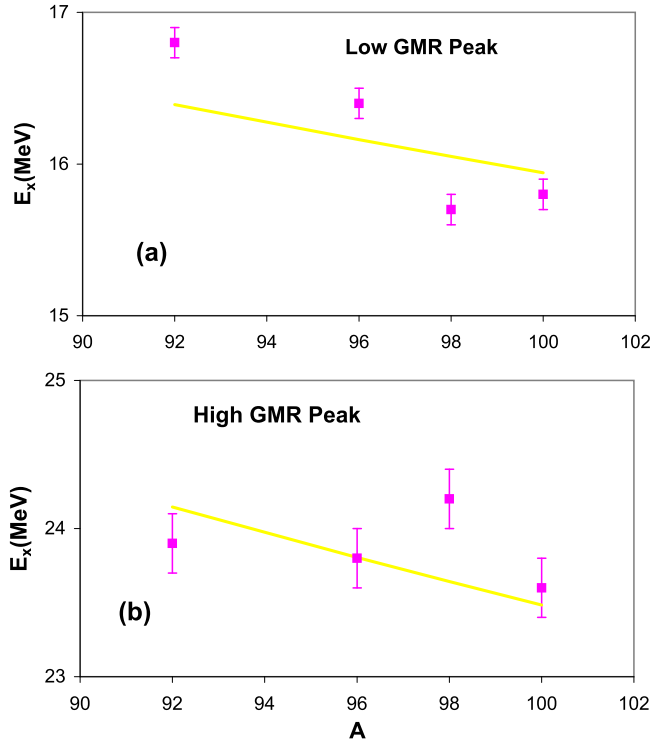 17
Low GMR Peak
16
Eₓ(MeV)
(a)
15
90 92 94 96 98 100 102
25
High GMR Peak
24
Eₓ(MeV)
(b)
23
90 92 94 96 98 100 102
A